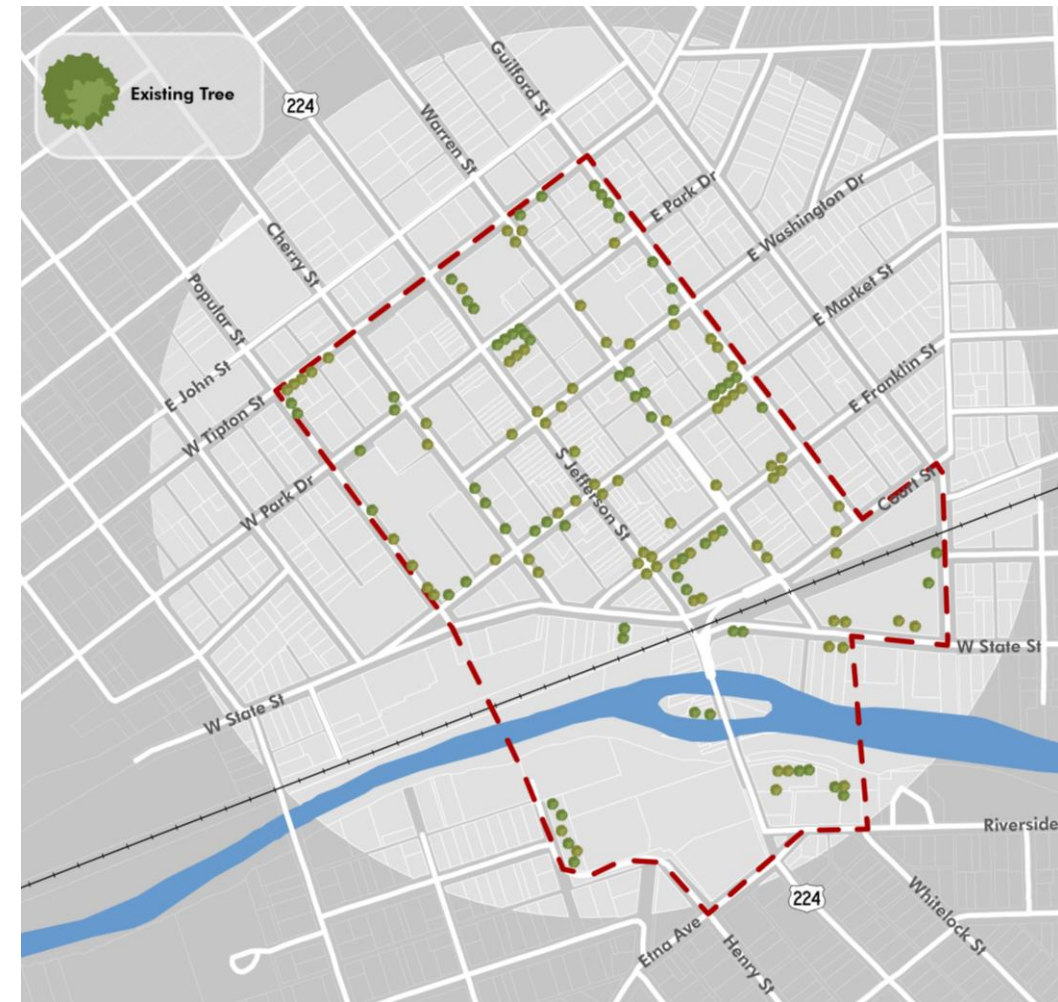 Existing Tree
224
Guilford St
Warren St
E Park Dr
E Washington Dr
Cherry St
Popular St
E Market St
E John St
E Franklin St
W Tipton St
S Jefferson St
W Park Dr
Court St
W State St
W State St
Riverside
224
Whitelock St
Etna Ave
Henry St